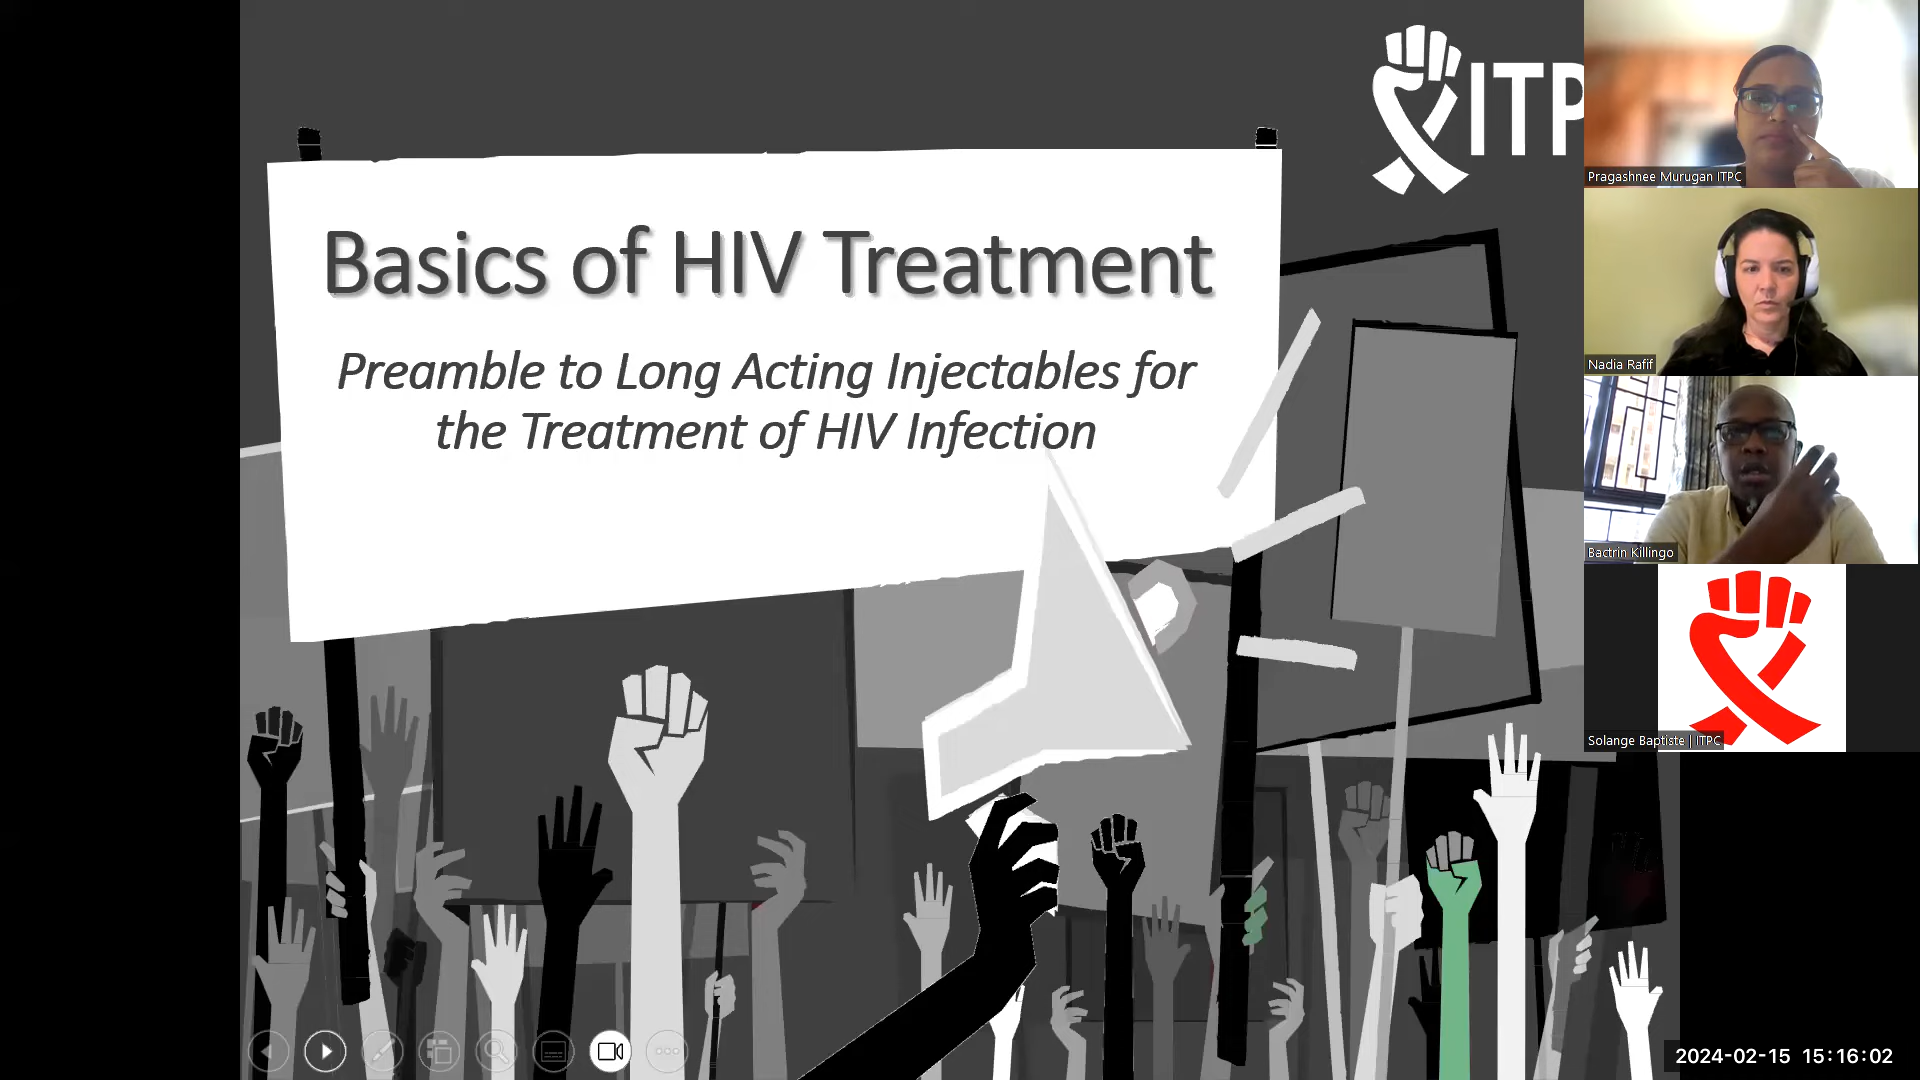 ITP
Basics of HIV Treatment
Preamble to Long Acting Injectables for
the Treatment of HIV Infection
Pragashnee Murugan ITPC
Nadia Rafif
Bactrin Killingo
Solange Baptiste | ITPC
2024-02-15 15:16:02